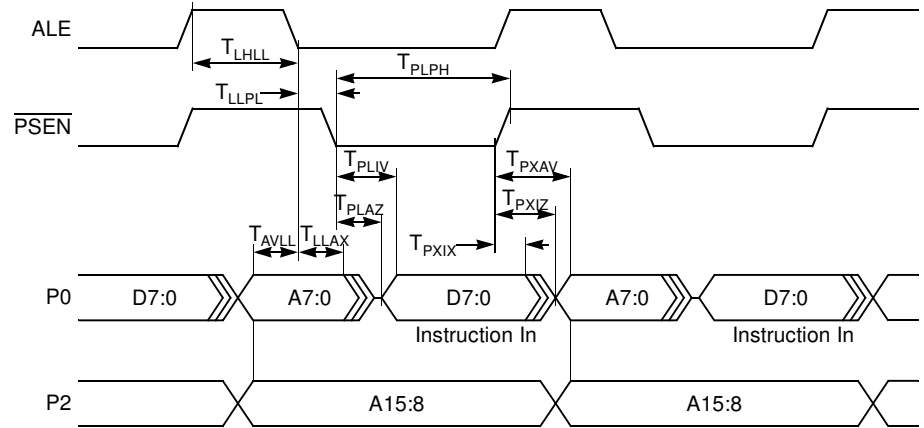 ALE
T_LHLL
T_PLPH
T_LLPL
PSEN
T_PLIV
T_PXAV
T_PLAZ
T_PXIZ
T_AVLL T_LLAX
T_PXIX
P0 D7:0 A7:0 D7:0 A7:0 D7:0
Instruction In Instruction In
P2 A15:8 A15:8